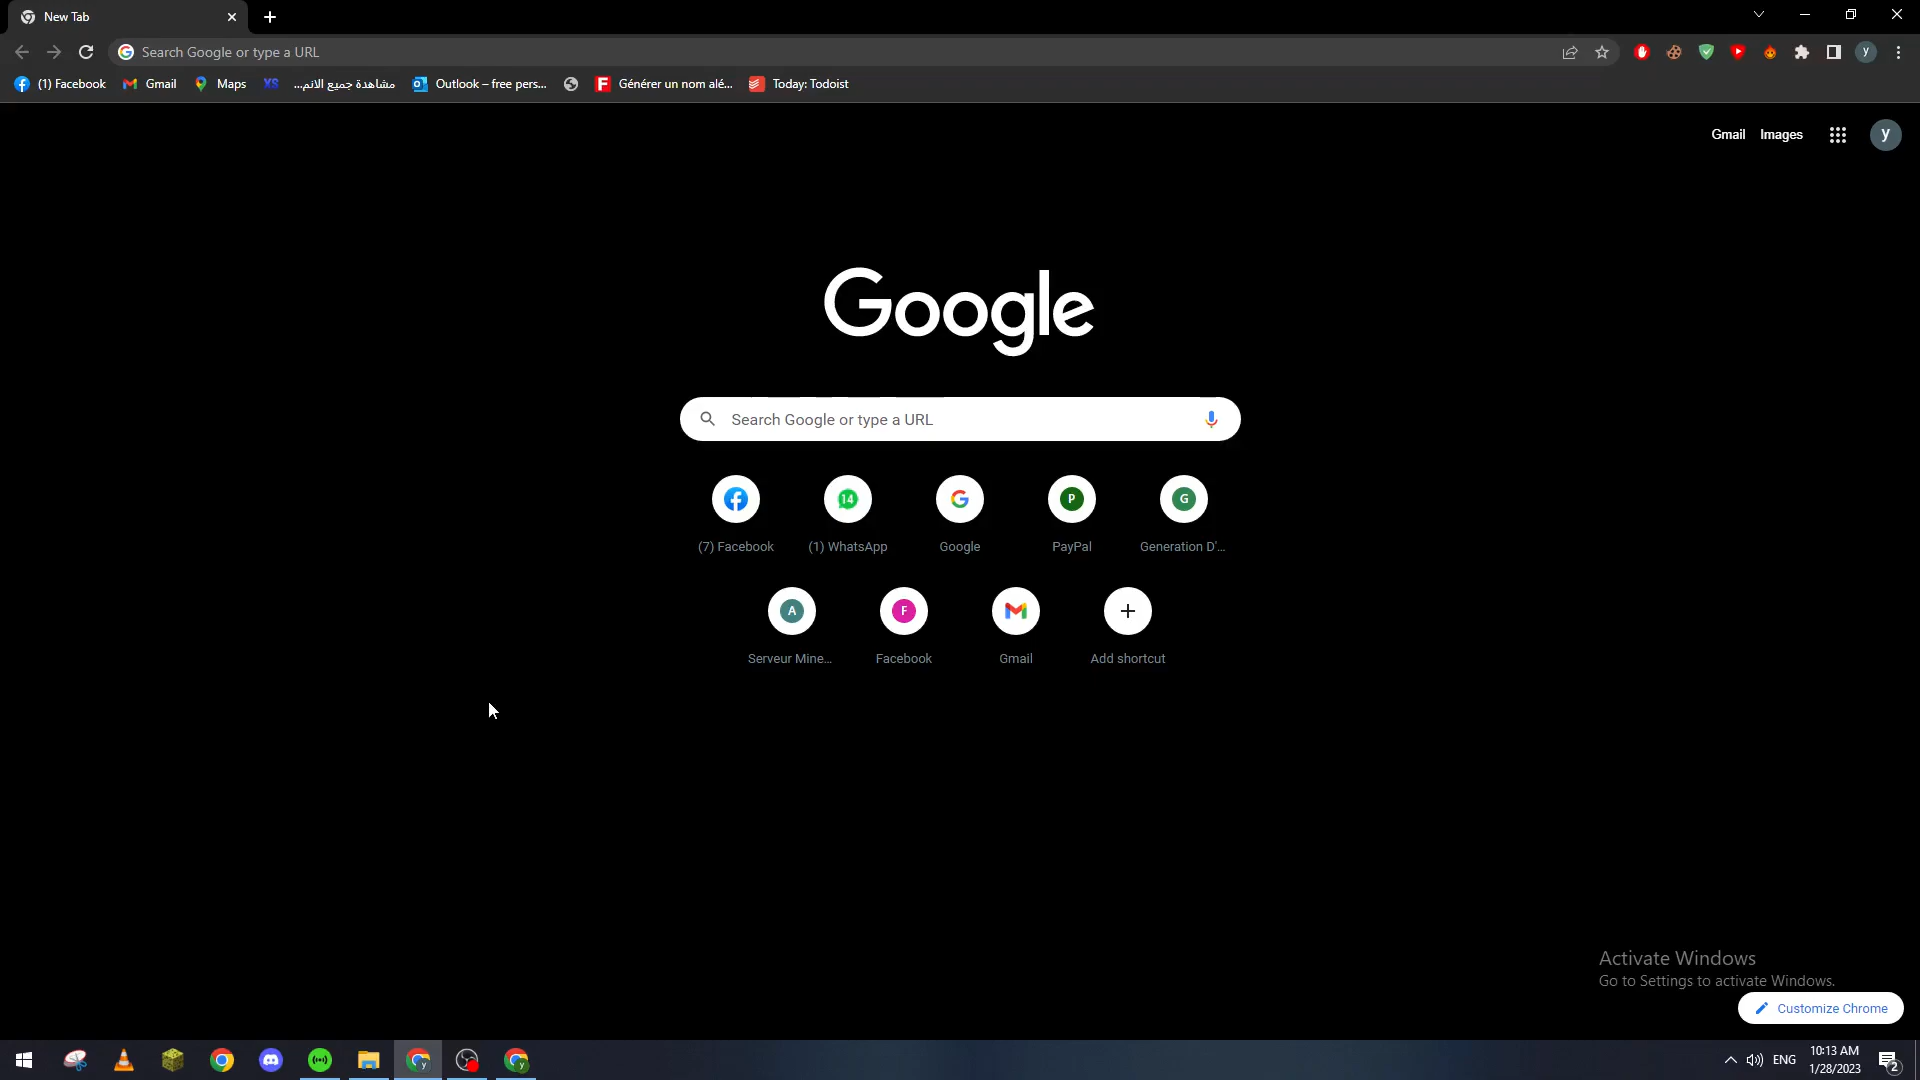 New Tab
Search Google or type a URL
y
(1) Facebook
Gmail
Maps
XS
مشاهدة جميع الانم...
Outlook – free pers...
F
Générer un nom alé...
Today: Todoist
Gmail
Images
y
Google
Search Google or type a URL
14
P
G
(7) Facebook
(1) WhatsApp
Google
PayPal
Generation D'...
A
F
Serveur Mine...
Facebook
Gmail
Add shortcut
Activate Windows
Go to Settings to activate Windows.
Customize Chrome
ENG
10:13 AM
1/28/2023
2